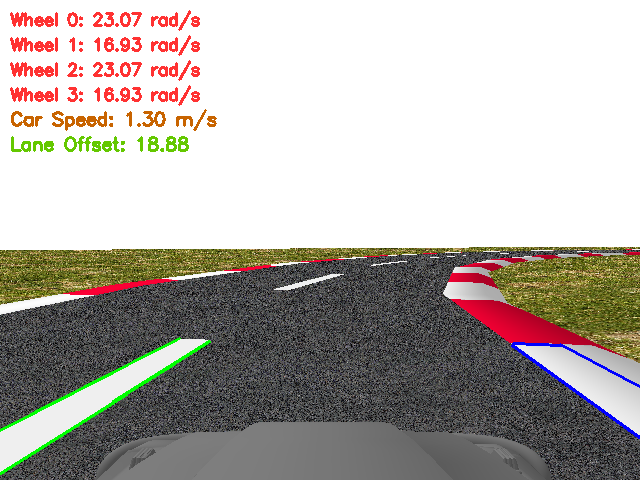 Wheel 0: 23.07 rad/s
Wheel 1: 16.93 rad/s
Wheel 2: 23.07 rad/s
Wheel 3: 16.93 rad/s
Car Speed: 1.30 m/s
Lane Offset: 18.88